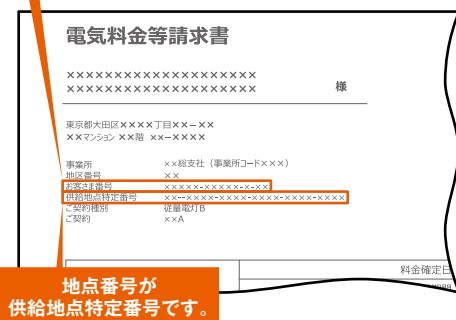 電気料金等請求書
××××××××××××××××××××
×××××××××××××××××××× 様
東京都大田区××××丁目××ー××
××マンション ××階 ××ー××××
事業所 ××総支社（事業所コード×××）
地区番号 ××
お客さま番号 ×××××-×××××-×-××
供給地点特定番号 ××--××××-××××-××××-××××-××××
ご契約種別 従量電灯B
ご契約 ××A
料金確定日
地点番号が
供給地点特定番号です。